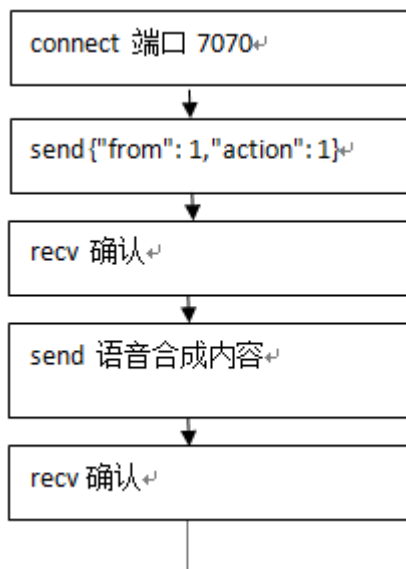 connect 端口 7070
send {"from": 1,"action": 1}
recv 确认
send 语音合成内容
recv 确认